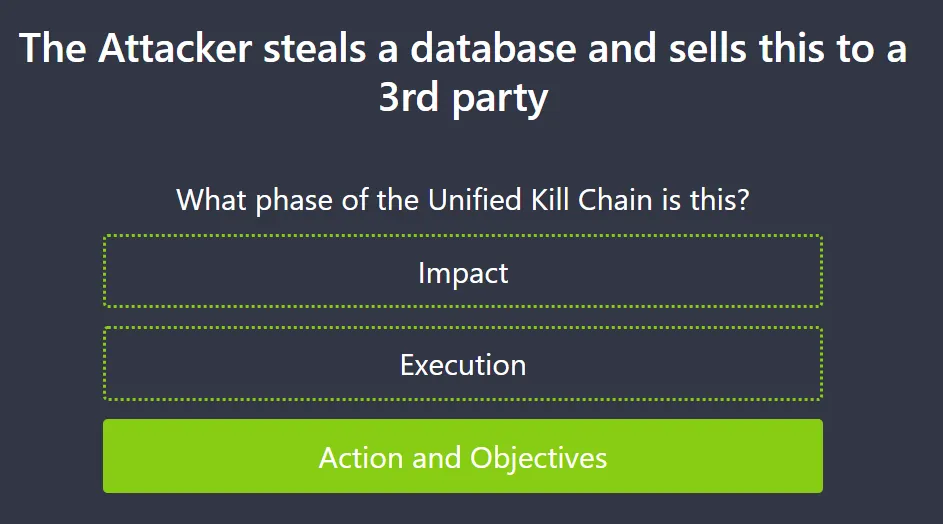 The Attacker steals a database and sells this to a
3rd party
What phase of the Unified Kill Chain is this?
Impact
Execution
Action and Objectives